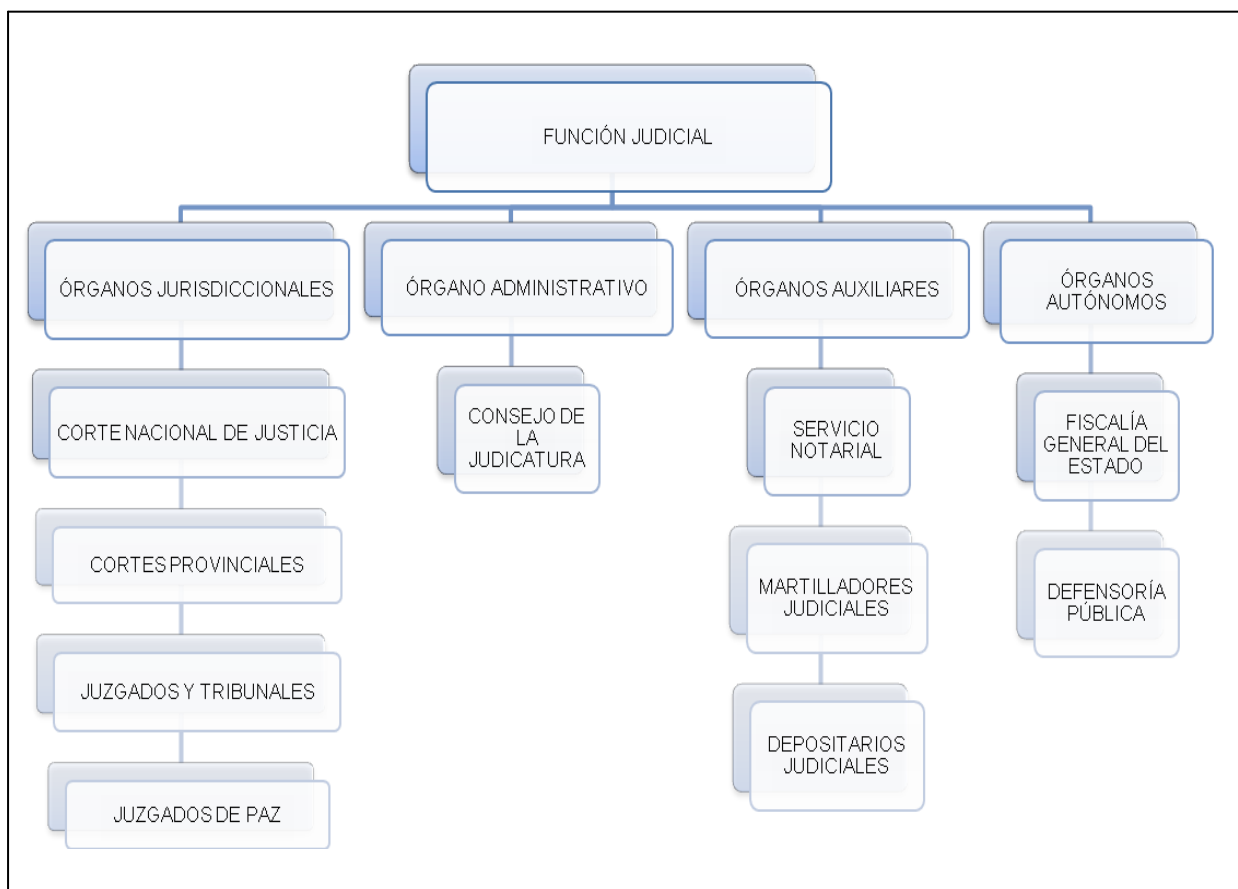 FUNCIÓN JUDICIAL
ÓRGANOS JURISDICCIONALES
CORTE NACIONAL DE JUSTICIA
CORTES PROVINCIALES
JUZGADOS Y TRIBUNALES
JUZGADOS DE PAZ
ÓRGANO ADMINISTRATIVO
CONSEJO DE
LA
JUDICATURA
ÓRGANOS AUXILIARES
SERVICIO
NOTARIAL
MARTILLADORES
JUDICIALES
DEPOSITARIOS
JUDICIALES
ÓRGANOS
AUTÓNOMOS
FISCALÍA
GENERAL DEL
ESTADO
DEFENSORÍA
PÚBLICA